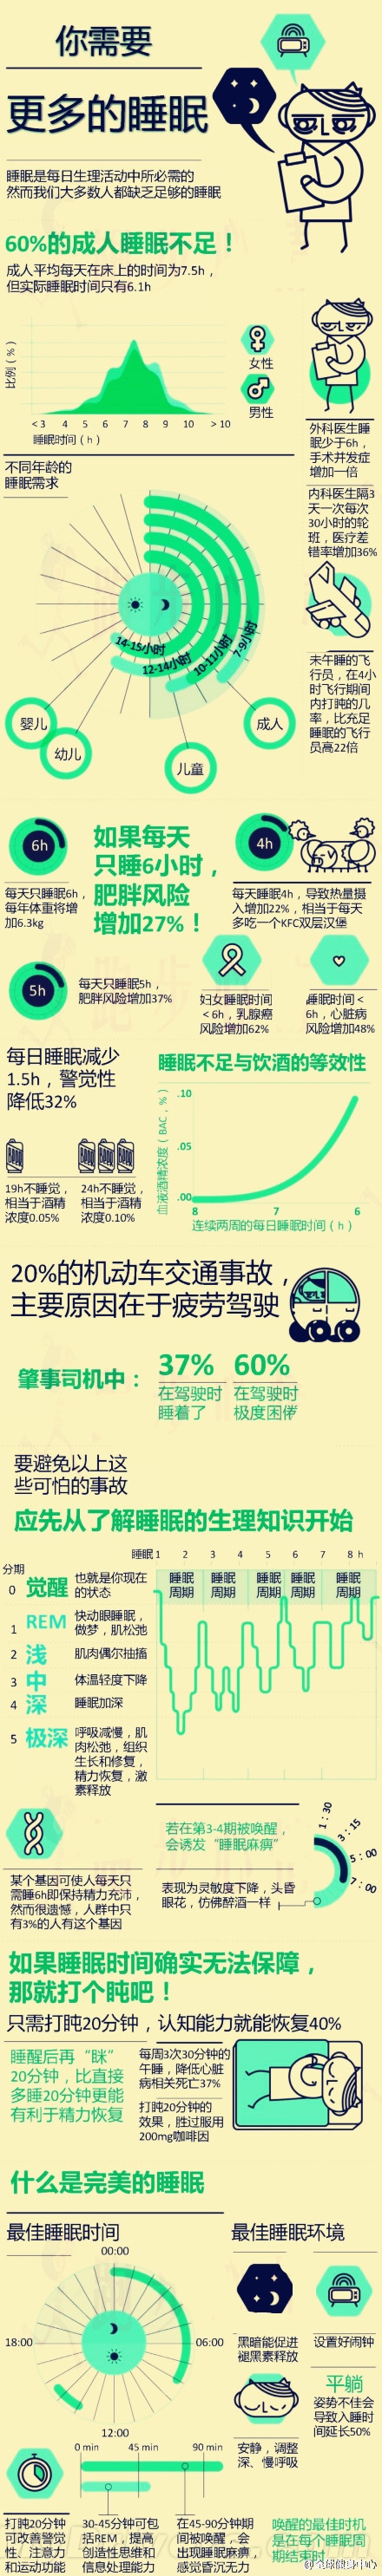 你需要
更多的睡眠
睡眠是每日生理活动中所必需的
然而我们大多数人都缺乏足够的睡眠
60%的成人睡眠不足！
成人平均每天在床上的时间为7.5h，
但实际睡眠时间只有6.1h
比例（%）
女性
男性
<3 4 5 6 7 8 9 10 >10
睡眠时间（h）
外科医生睡
眠少于6h，
手术并发症
增加一倍
内科医生隔3
天一次每次
30小时的轮
班，医疗差
错率增加36%
未午睡的飞
行员，在4小
时飞行期间
内打盹的几
率，比充足
睡眠的飞行
员高22倍
不同年龄的
睡眠需求
14-15小时
12-14小时
10-11小时
7-9小时
婴儿
幼儿
儿童
成人
6h
每天只睡眠6h，
每年体重将增
加6.3kg
如果每天
只睡6小时，
肥胖风险
增加27%！
4h
每天睡眠4h，导致热量摄
入增加22%，相当于每天
多吃一个KFC双层汉堡
5h
每天只睡眠5h，
肥胖风险增加37%
妇女睡眠时间
<6h，乳腺癌
风险增加62%
睡眠时间<
6h，心脏病
风险增加48%
每日睡眠减少
1.5h，警觉性
降低32%
19h不睡觉，
相当于酒精
浓度0.05%
24h不睡觉，
相当于酒精
浓度0.10%
睡眠不足与饮酒的等效性
血液酒精浓度（BAC，%）
.10
.05
.00
8 7 6
连续两周的每日睡眠时间（h）
20%的机动车交通事故，
主要原因在于疲劳驾驶
肇事司机中：
37%
在驾驶时
睡着了
60%
在驾驶时
极度困倦
要避免以上这
些可怕的事故
应先从了解睡眠的生理知识开始
睡眠1 2 3 4 5 6 7 8 h
分期
0 觉醒 也就是你现在
的状态
睡眠
周期
睡眠
周期
睡眠
周期
睡眠
周期
睡眠
周期
1 REM 快动眼睡眠，
做梦，肌松弛
2 浅 肌肉偶尔抽搐
3 中 体温轻度下降
4 深 睡眠加深
5 极深 呼吸减慢，肌
肉松弛，组织
生长和修复，
精力恢复，激
素释放
某个基因可使人每天只
需睡6h即保持精力充沛，
然而很遗憾，人群中只
有3%的人有这个基因
若在第3-4期被唤醒，
会诱发“睡眠麻痹”
表现为灵敏度下降，头昏
眼花，仿佛醉酒一样
1：30
3：15
5：00
7：00
如果睡眠时间确实无法保障，
那就打个盹吧！
只需打盹20分钟，认知能力就能恢复40%
睡醒后再“眯”
20分钟，比直接
多睡20分钟更能
有利于精力恢复
每周3次30分钟的
午睡，降低心脏
病相关死亡37%
打盹20分钟的
效果，胜过服用
200mg咖啡因
什么是完美的睡眠
最佳睡眠时间
00:00
18:00
06:00
12:00
最佳睡眠环境
黑暗能促进
褪黑素释放
设置好闹钟
安静，调整
深、慢呼吸
平躺
姿势不佳会
导致入睡时
间延长50%
0 min 45 min 90 min
打盹20分钟
可改善警觉
性、注意力
和运动功能
30-45分钟可包
括REM，提高
创造性思维和
信息处理能力
在45-90分钟期
间被唤醒，会
出现睡眠麻痹，
感觉昏沉无力
唤醒的最佳时机
是在每个睡眠周
期结束时